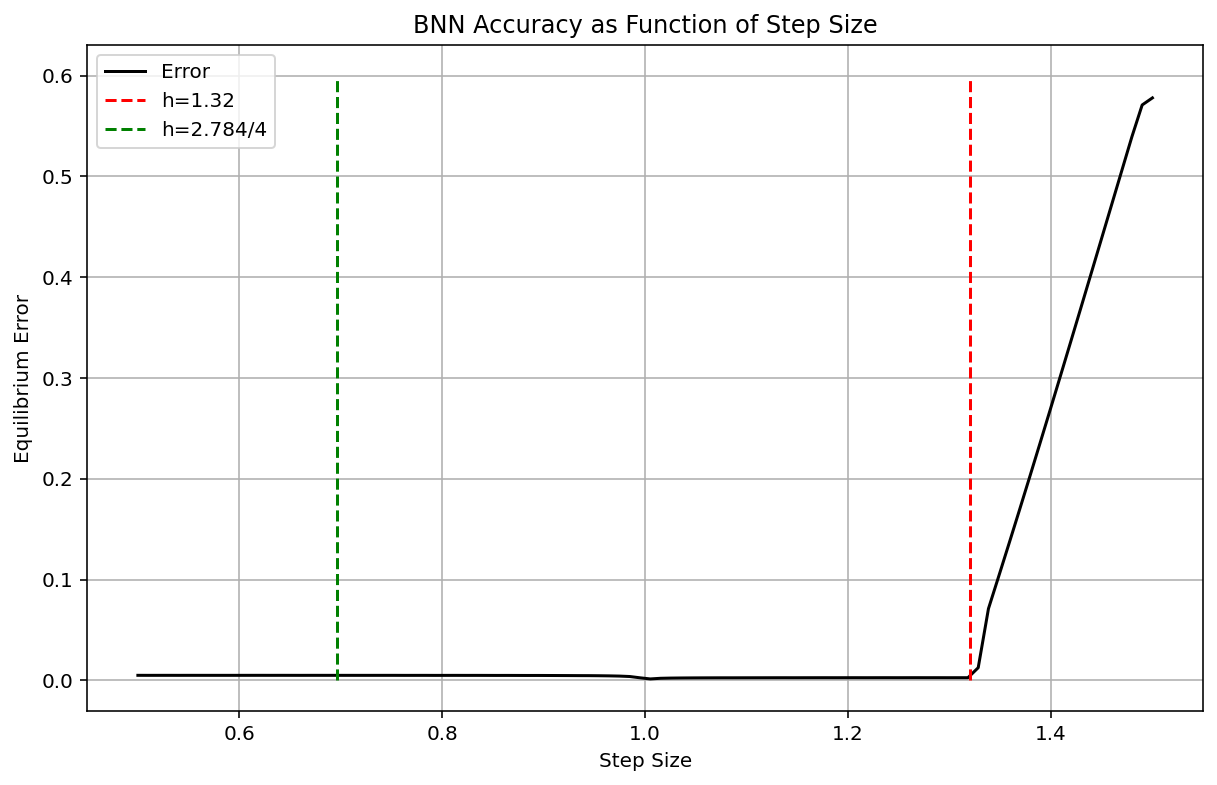 BNN Accuracy as Function of Step Size
Error
h=1.32
h=2.784/4
0.6
0.5
0.4
0.3
0.2
0.1
0.0
Equilibrium Error
0.6 0.8 1.0 1.2 1.4
Step Size